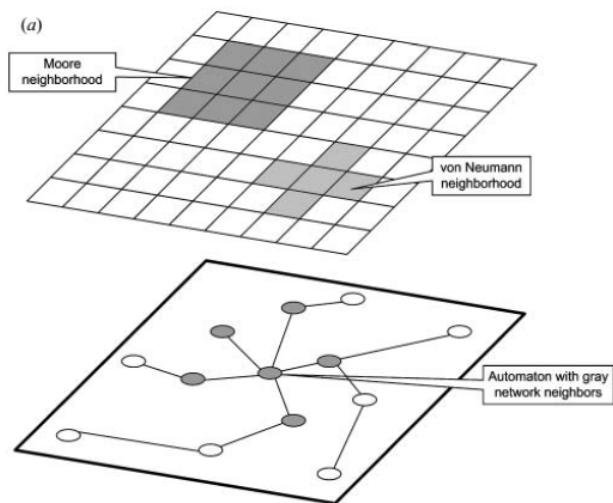 (a)
Moore
neighborhood
von Neumann
neighborhood
Automaton with gray
network neighbors